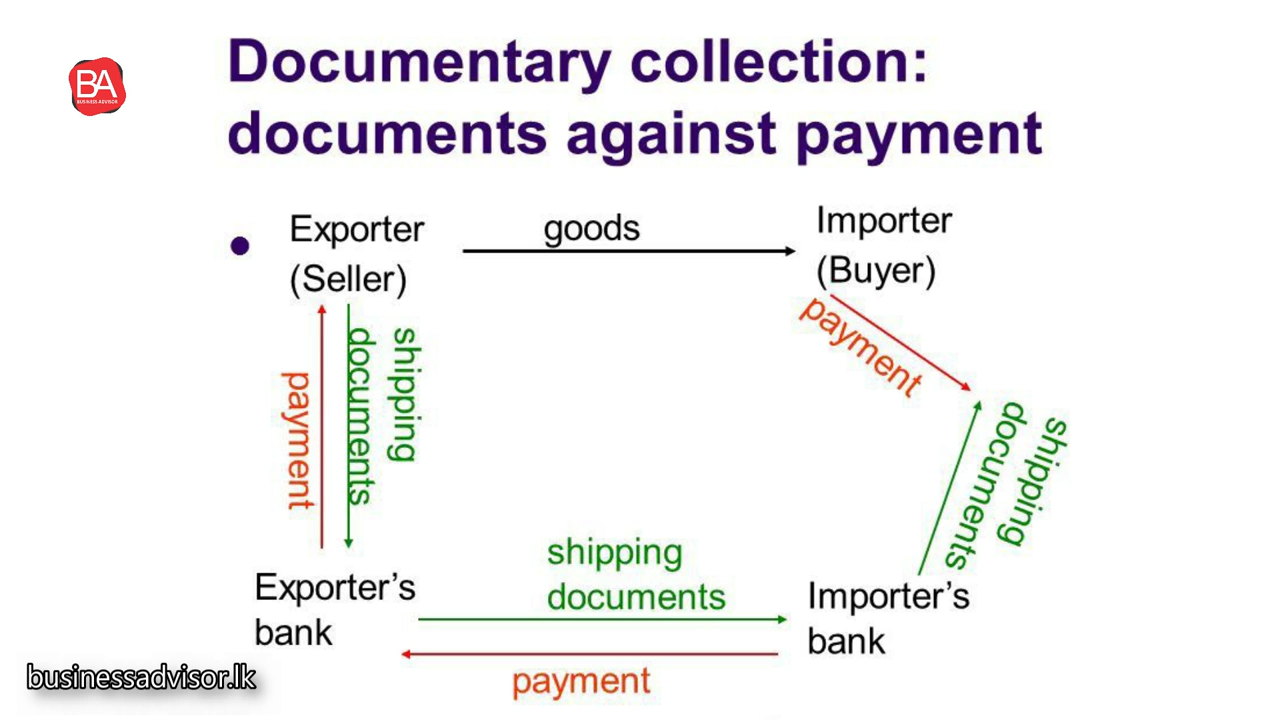 Documentary collection:
documents against payment
BA
BUSINESS ADVISOR
Exporter
(Seller)
goods
Importer
(Buyer)
payment
shipping
documents
payment
shipping
documents
Exporter's
bank
shipping
documents
Importer's
bank
payment
businessadvisor.lk